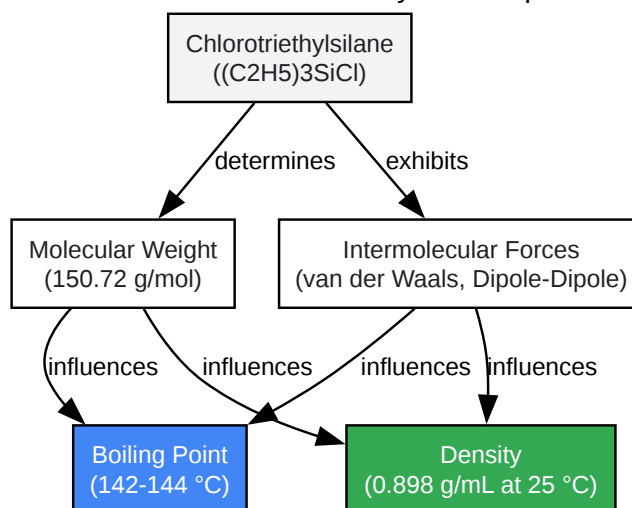 Chlorotriethylsilane
((C2H5)3SiCl)
determines
exhibits
Molecular Weight
(150.72 g/mol)
Intermolecular Forces
(van der Waals, Dipole-Dipole)
influences
influences
influences
influences
Boiling Point
(142-144 °C)
Density
(0.898 g/mL at 25 °C)